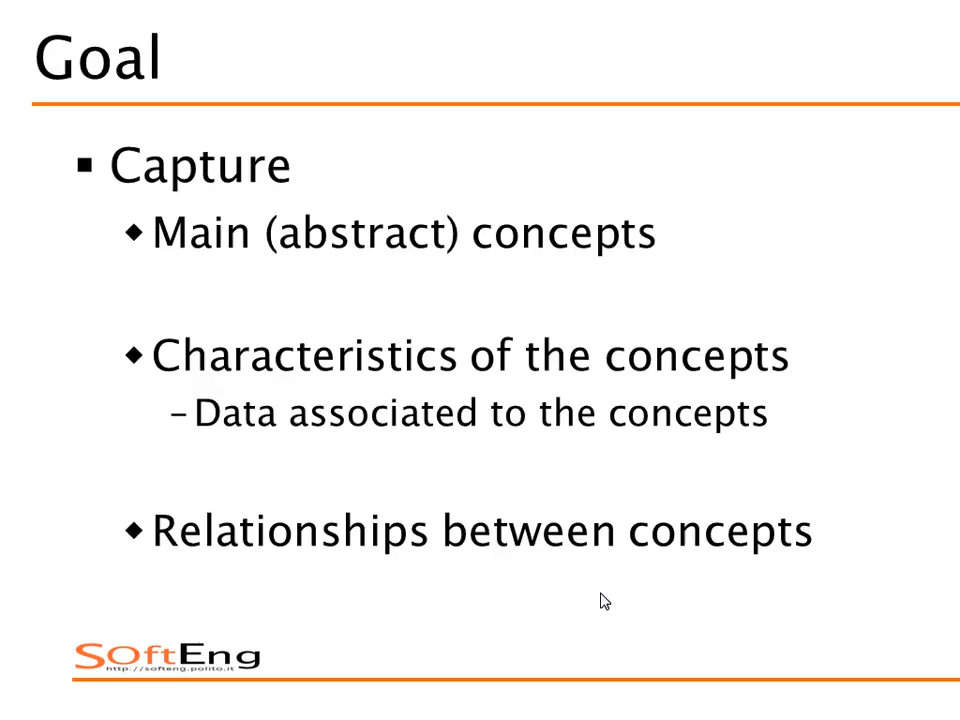 Goal
Capture
Main (abstract) concepts
Characteristics of the concepts
– Data associated to the concepts
Relationships between concepts
SOftEng
http://softeng.polito.it